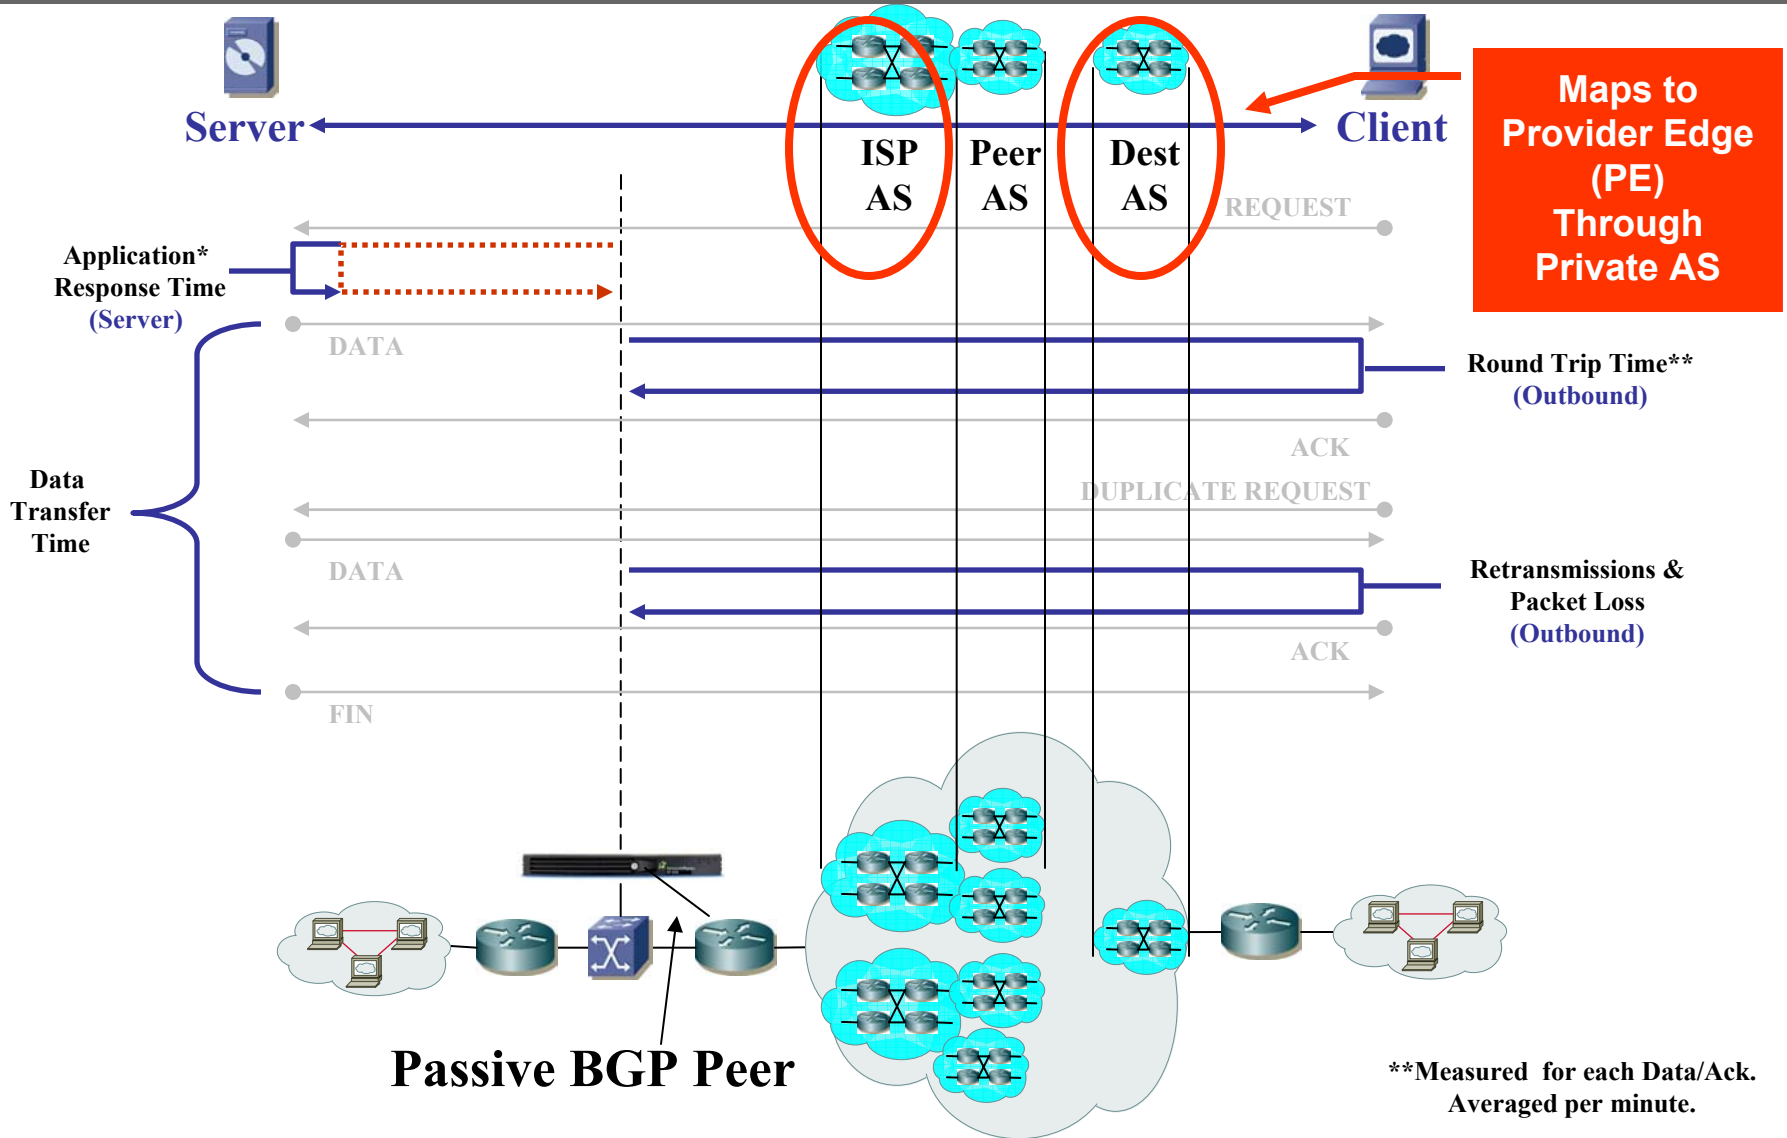 Server
Client
ISP
AS
Peer
AS
Dest
AS
Maps to
Provider Edge
(PE)
Through
Private AS
REQUEST
Application*
Response Time
(Server)
DATA
Round Trip Time**
(Outbound)
ACK
Data
Transfer
Time
DUPLICATE REQUEST
DATA
Retransmissions &
Packet Loss
(Outbound)
ACK
FIN
Passive BGP Peer
**Measured for each Data/Ack.
Averaged per minute.